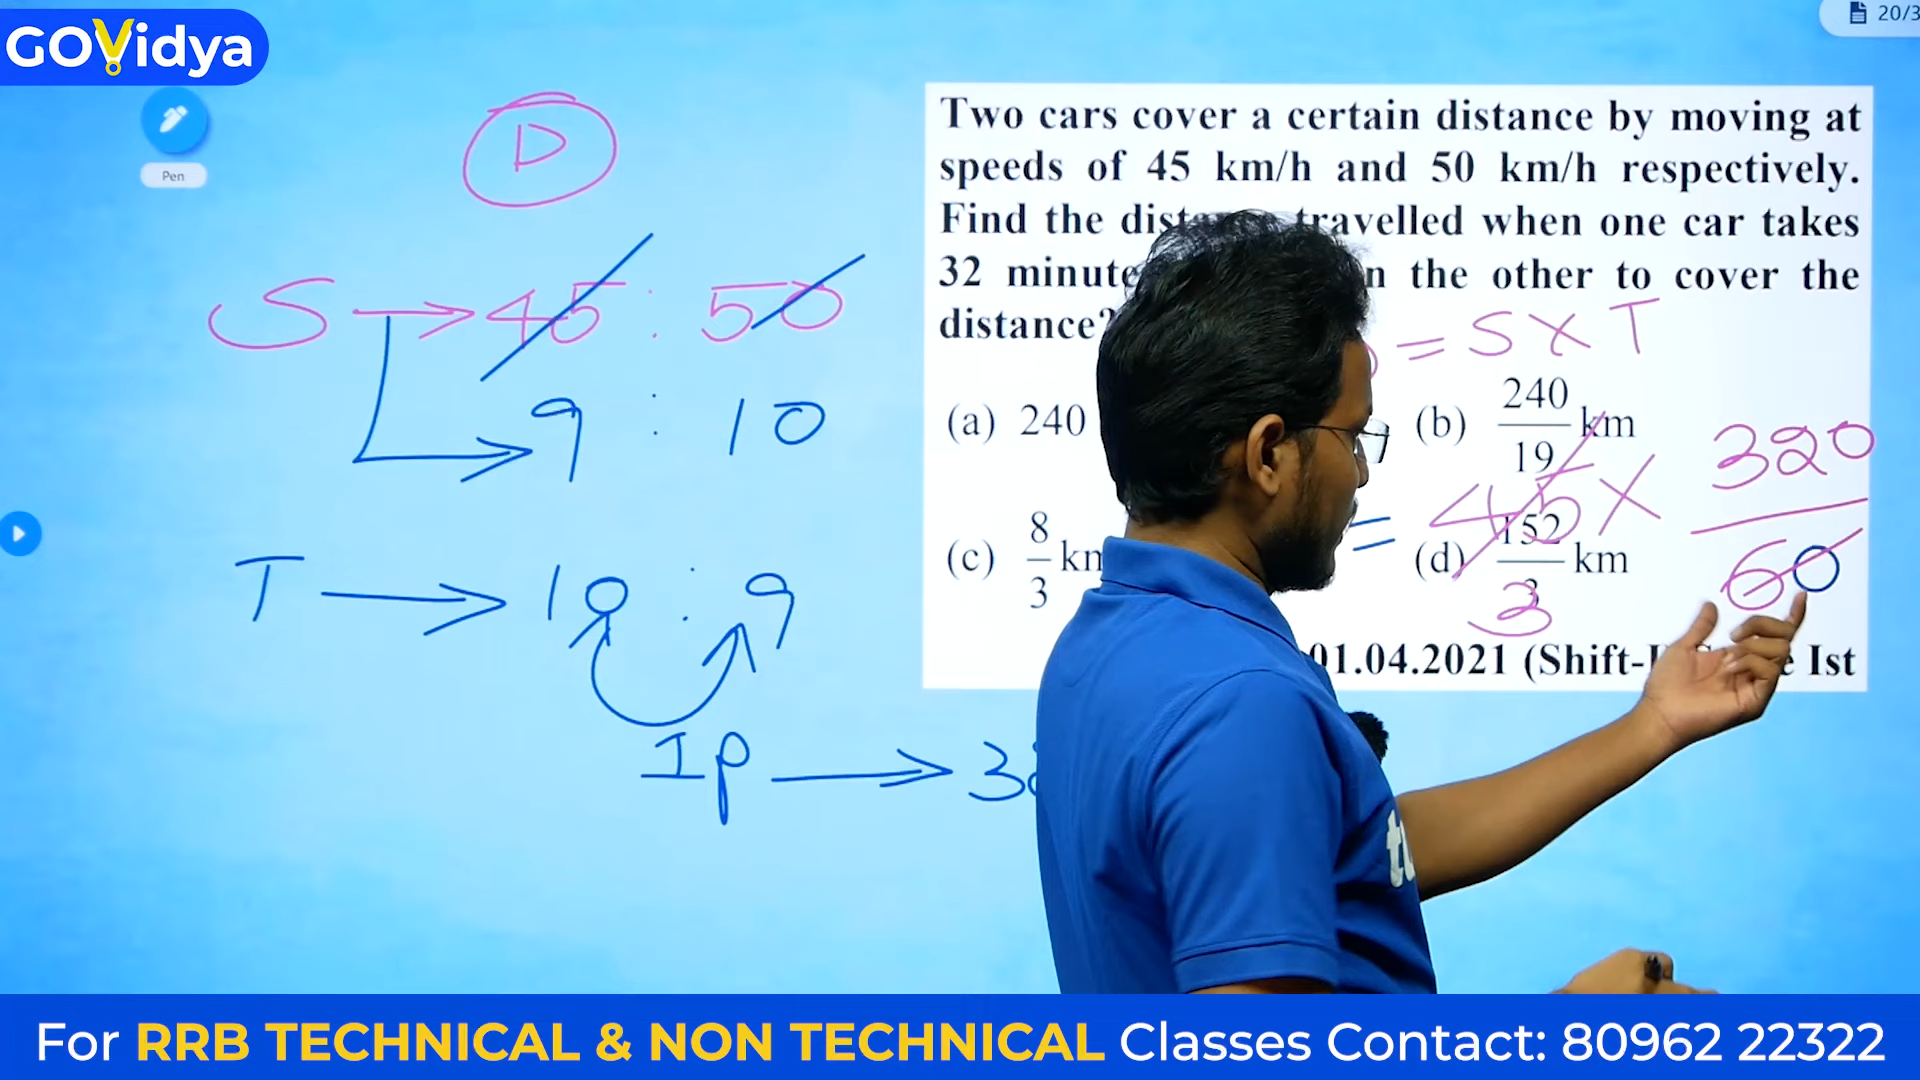 GOVidya
20/3
Pen
D
S → 45 : 50
9 : 10
T → 10 : 9
1P → 3
Two cars cover a certain distance by moving at
speeds of 45 km/h and 50 km/h respectively.
Find the travelled when one car takes
32 the other to cover the
distance?
= S X T
(a) 240
(b) 240/19 km
(c) 8/3 km
(d) 152/3 km
= 45 X 320/60
3
01.04.2021 (Shift- Ist
For RRB TECHNICAL & NON TECHNICAL Classes Contact: 80962 22322